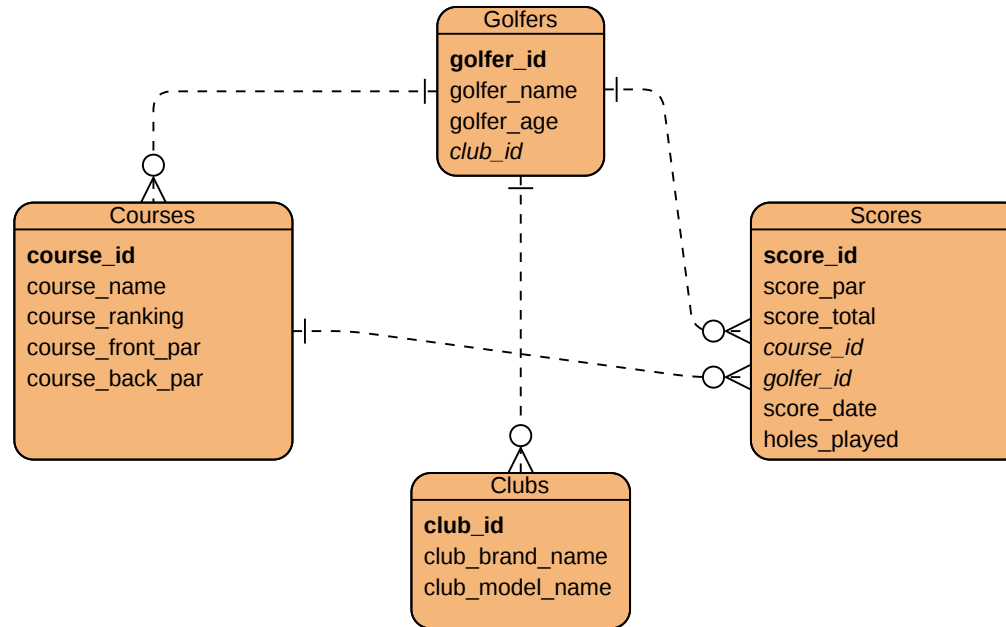 Golfers
golfer_id
golfer_name
golfer_age
club_id
Courses
course_id
course_name
course_ranking
course_front_par
course_back_par
Scores
score_id
score_par
score_total
course_id
golfer_id
score_date
holes_played
Clubs
club_id
club_brand_name
club_model_name